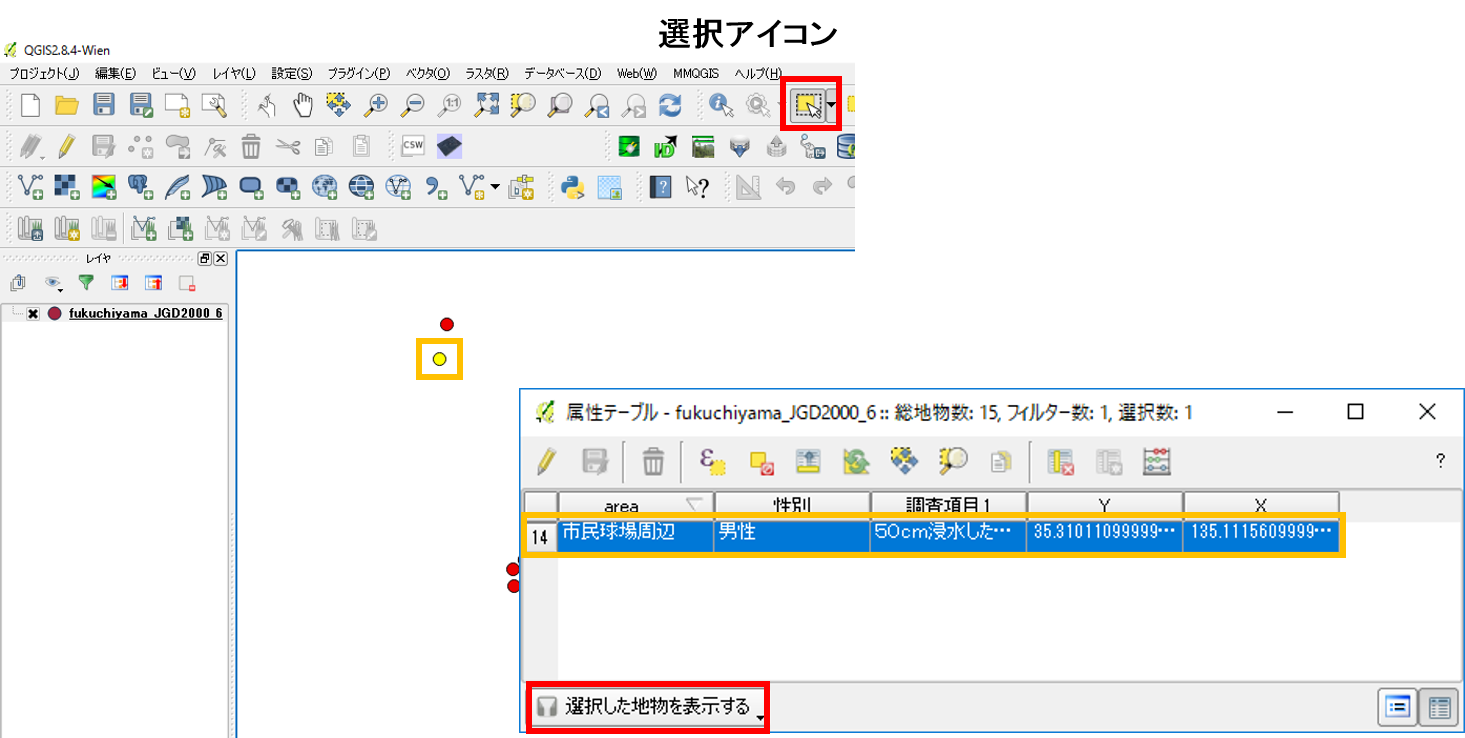 選択アイコン
QGIS2.8.4-Wien
プロジェクト(J) 編集(E) ビュー(V) レイヤ(L) 設定(S) プラグイン(P) ベクタ(O) ラスタ(R) データベース(D) Web(W) MMQGIS ヘルプ(H)
1:1
CSW
レイヤ
fukuchiyama_JGD2000_6
属性テーブル - fukuchiyama_JGD2000_6 :: 総地物数: 15, フィルター数: 1, 選択数: 1
?
area 性別 調査項目1 Y X
14 市民球場周辺 男性 50cm浸水した… 35.31011099999… 135.1115609999…
選択した地物を表示する